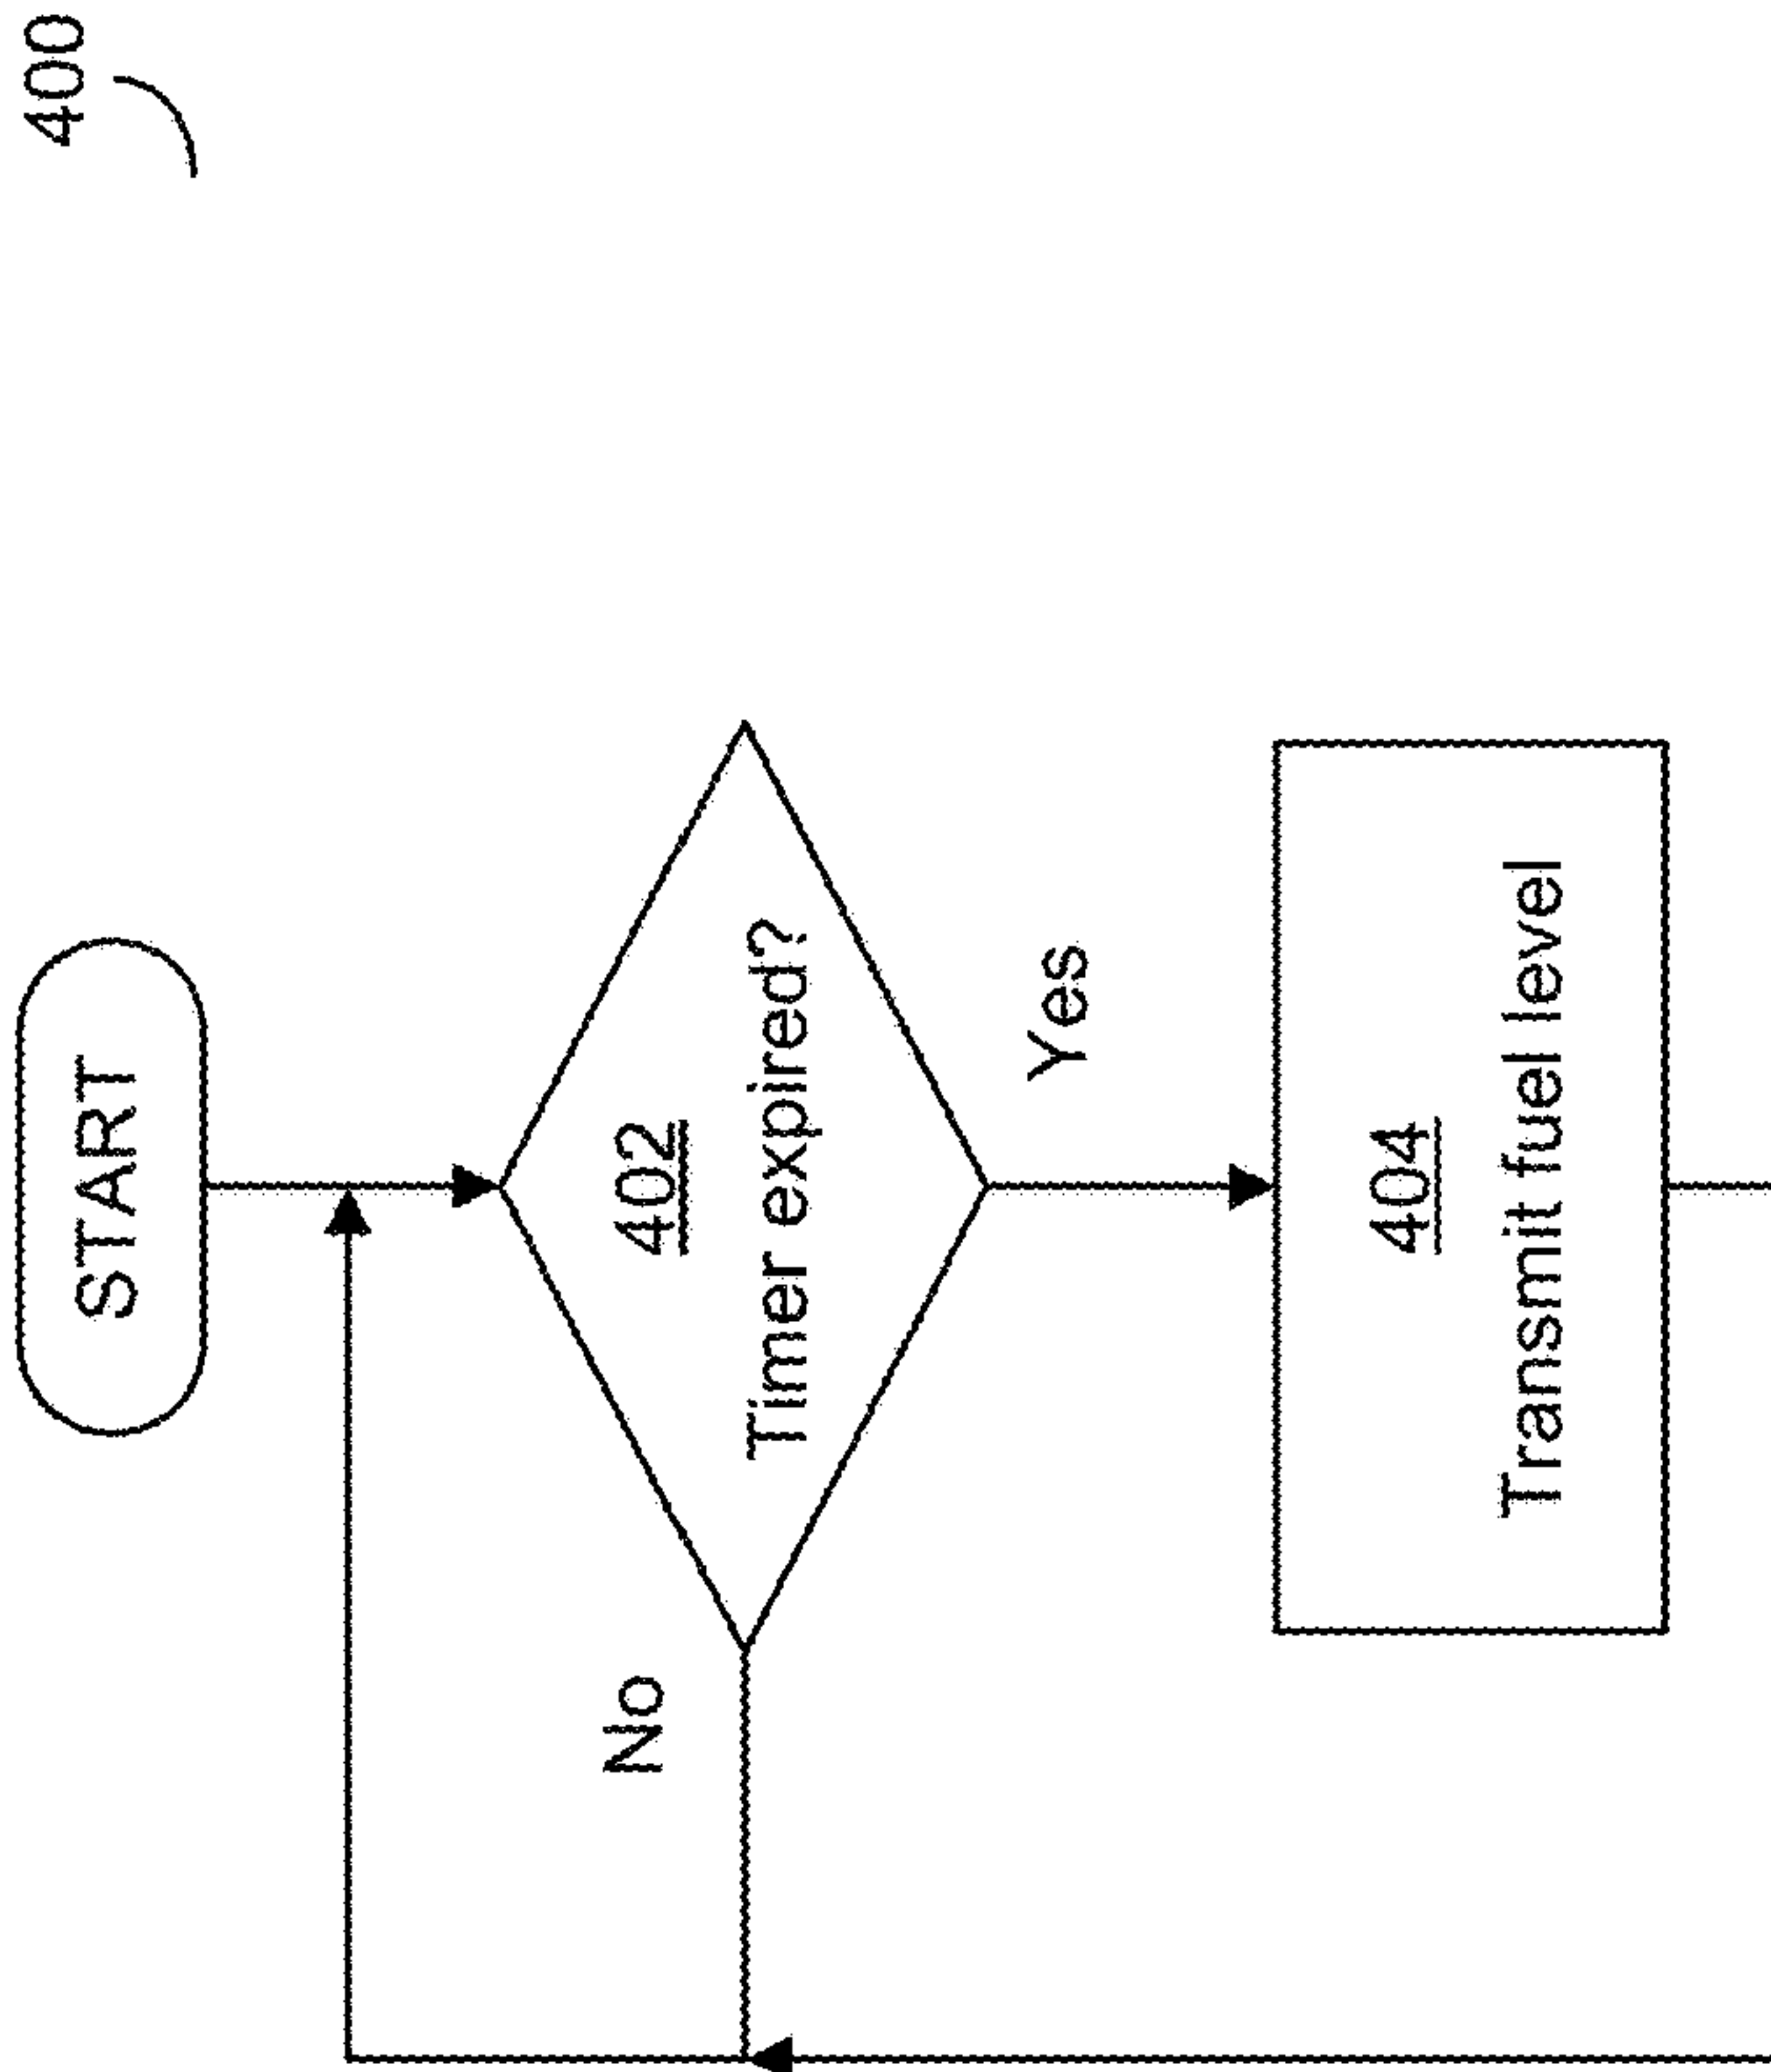 400
START
402
Timer expired?
No
Yes
404
Transmit fuel level